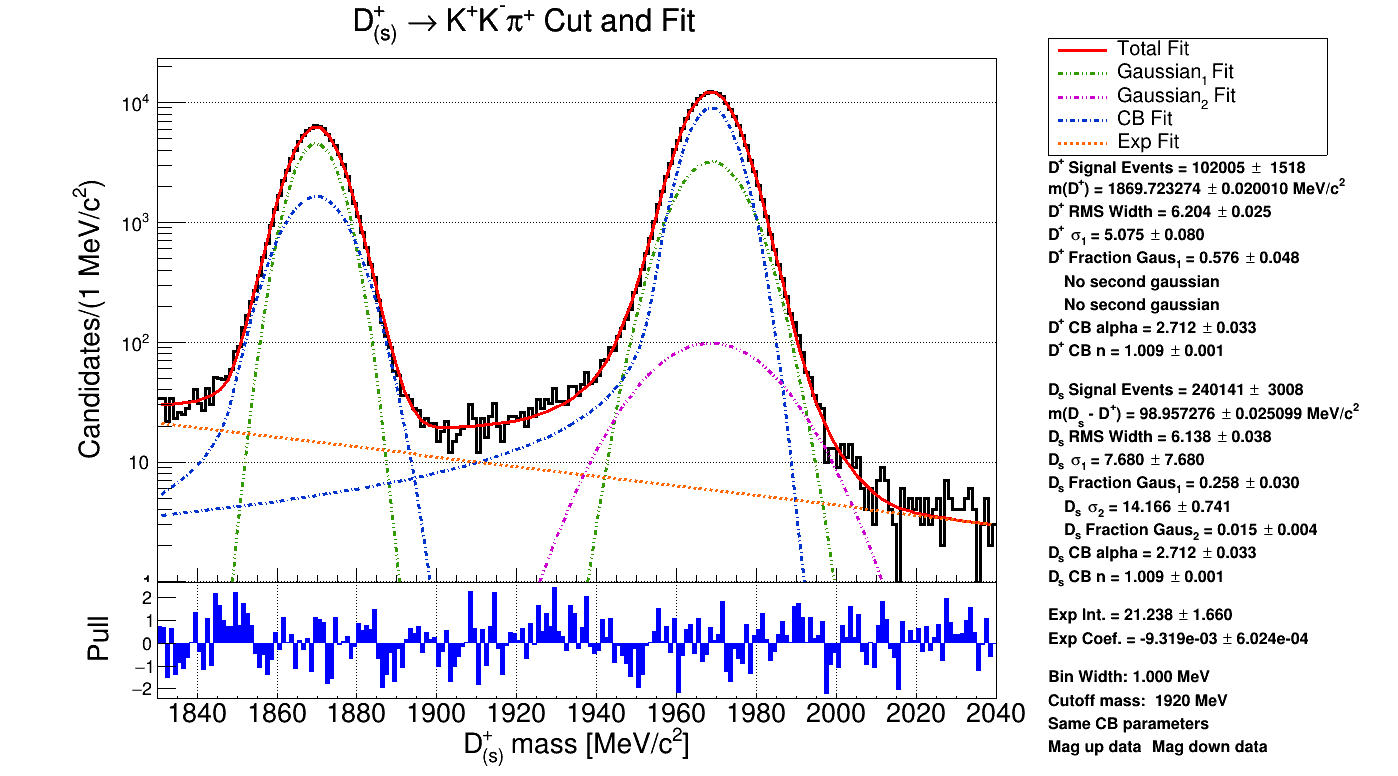 D⁺₍ₛ₎ → K⁺K⁻π⁺ Cut and Fit
Candidates/(1 MeV/c²)
10⁴
10³
10²
10
1
Pull
2
1
0
−1
−2
1840 1860 1880 1900 1920 1940 1960 1980 2000 2020 2040
D⁺₍ₛ₎ mass [MeV/c²]
Total Fit
Gaussian₁ Fit
Gaussian₂ Fit
CB Fit
Exp Fit
D⁺ Signal Events = 102005 ± 1518
m(D⁺) = 1869.723274 ± 0.020010 MeV/c²
D⁺ RMS Width = 6.204 ± 0.025
D⁺ σ₁ = 5.075 ± 0.080
D⁺ Fraction Gaus₁ = 0.576 ± 0.048
No second gaussian
No second gaussian
D⁺ CB alpha = 2.712 ± 0.033
D⁺ CB n = 1.009 ± 0.001
Dₛ Signal Events = 240141 ± 3008
m(Dₛ - D⁺) = 98.957276 ± 0.025099 MeV/c²
Dₛ RMS Width = 6.138 ± 0.038
Dₛ σ₁ = 7.680 ± 7.680
Dₛ Fraction Gaus₁ = 0.258 ± 0.030
Dₛ σ₂ = 14.166 ± 0.741
Dₛ Fraction Gaus₂ = 0.015 ± 0.004
Dₛ CB alpha = 2.712 ± 0.033
Dₛ CB n = 1.009 ± 0.001
Exp Int. = 21.238 ± 1.660
Exp Coef. = -9.319e-03 ± 6.024e-04
Bin Width: 1.000 MeV
Cutoff mass: 1920 MeV
Same CB parameters
Mag up data Mag down data